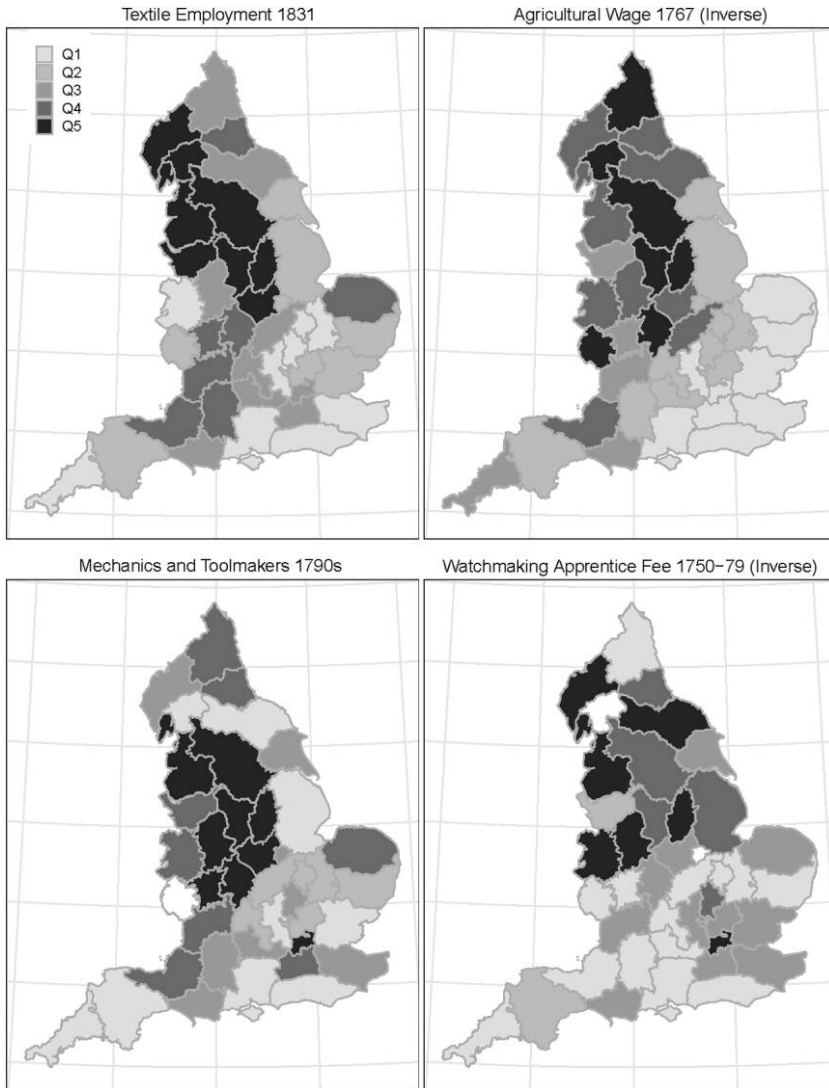 Textile Employment 1831
Agricultural Wage 1767 (Inverse)
Q1
Q2
Q3
Q4
Q5
Mechanics and Toolmakers 1790s
Watchmaking Apprentice Fee 1750−79 (Inverse)